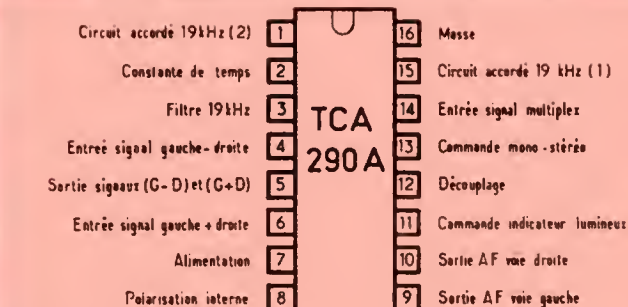 Circuit accordé 19kHz (2) 1
Constante de temps 2
Filtre 19kHz 3
Entreé signal gauche-droite 4
Sortie signaux (G-D) et (G+D) 5
Entrée signal gauche + droite 6
Alimentation 7
Polarisation interne 8
TCA
290A
16 Masse
15 Circuit accordé 19 kHz (1)
14 Entrée signal multiplex
13 Commande mono-stéréo
12 Découplage
11 Commande indicateur lumineux
10 Sortie AF voie droite
9 Sortie AF voie gauche